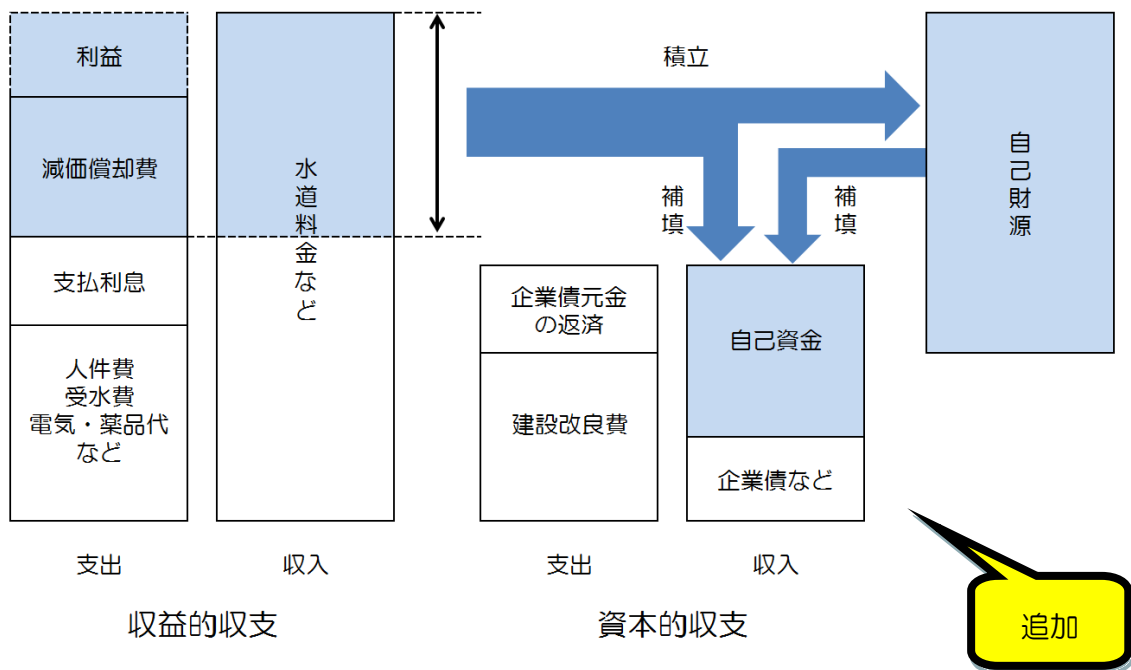 利益
減価償却費
支払利息
人件費
受水費
電気・薬品代
など
水道料金など
支出
収入
収益的収支
積立
補填
補填
自己財源
企業債元金
の返済
建設改良費
自己資金
企業債など
支出
収入
資本的収支
追加